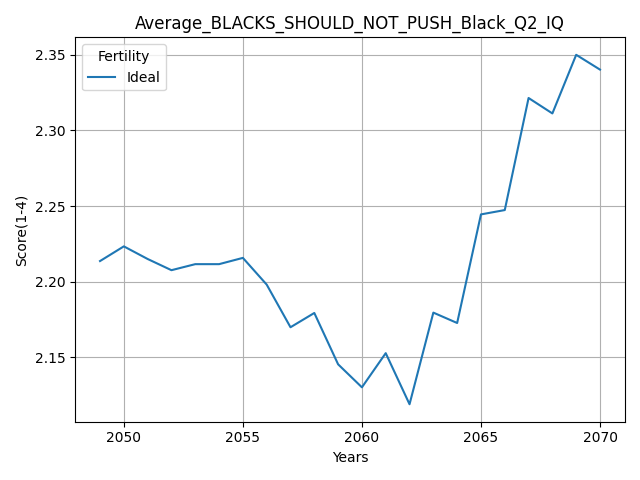 Average_BLACKS_SHOULD_NOT_PUSH_Black_Q2_IQ
Fertility
Ideal
Score(1-4)
2.35
2.30
2.25
2.20
2.15
2050 2055 2060 2065 2070
Years